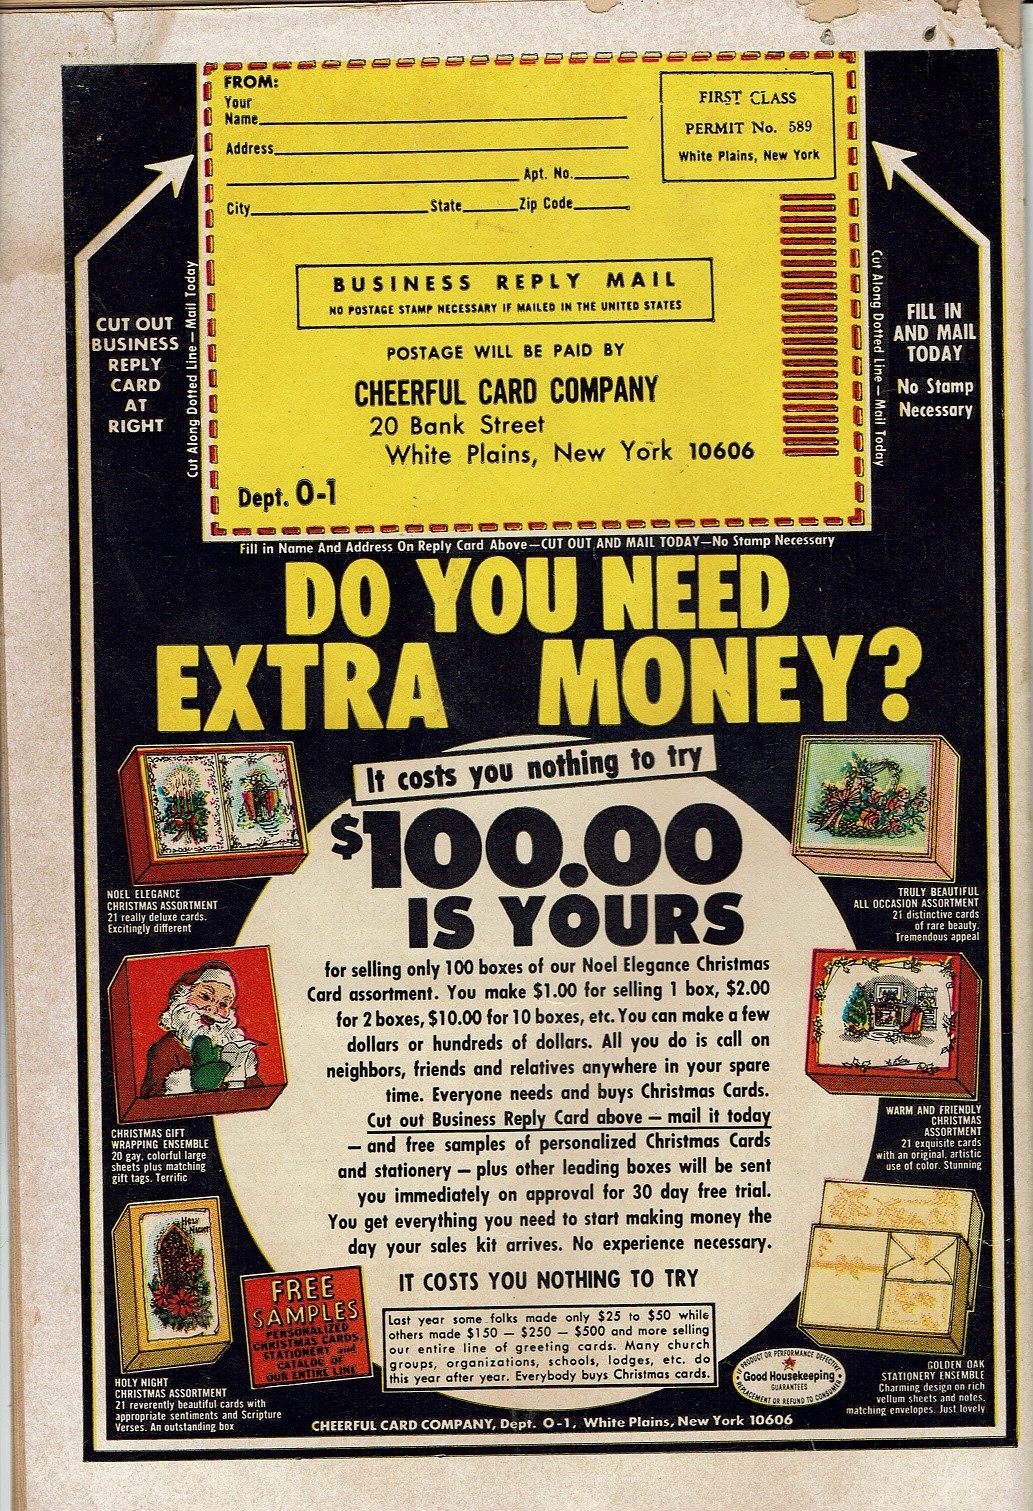 FROM:
Your
Name
Address
Apt. No.
City State Zip Code
FIRST CLASS
PERMIT No. 589
White Plains, New York
BUSINESS REPLY MAIL
NO POSTAGE STAMP NECESSARY IF MAILED IN THE UNITED STATES
POSTAGE WILL BE PAID BY
CHEERFUL CARD COMPANY
20 Bank Street
White Plains, New York 10606
Dept. O-1
Cut Along Dotted Line — Mail Today
Cut Along Dotted Line — Mail Today
CUT OUT
BUSINESS
REPLY
CARD
AT
RIGHT
FILL IN
AND MAIL
TODAY
No Stamp
Necessary
Fill in Name And Address On Reply Card Above—CUT OUT AND MAIL TODAY—No Stamp Necessary
DO YOU NEED
EXTRA MONEY?
It costs you nothing to try
$100.00
IS YOURS
for selling only 100 boxes of our Noel Elegance Christmas
Card assortment. You make $1.00 for selling 1 box, $2.00
for 2 boxes, $10.00 for 10 boxes, etc. You can make a few
dollars or hundreds of dollars. All you do is call on
neighbors, friends and relatives anywhere in your spare
time. Everyone needs and buys Christmas Cards.
Cut out Business Reply Card above — mail it today
— and free samples of personalized Christmas Cards
and stationery — plus other leading boxes will be sent
you immediately on approval for 30 day free trial.
You get everything you need to start making money the
day your sales kit arrives. No experience necessary.
IT COSTS YOU NOTHING TO TRY
Last year some folks made only $25 to $50 while
others made $150 — $250 — $500 and more selling
our entire line of greeting cards. Many church
groups, organizations, schools, lodges, etc. do
this year after year. Everybody buys Christmas cards.
NOEL ELEGANCE
CHRISTMAS ASSORTMENT
21 really deluxe cards.
Excitingly different
CHRISTMAS GIFT
WRAPPING ENSEMBLE
20 gay, colorful large
sheets plus matching
gift tags. Terrific
HOLY
NIGHT
HOLY NIGHT
CHRISTMAS ASSORTMENT
21 reverently beautiful cards with
appropriate sentiments and Scripture
Verses. An outstanding box
FREE
SAMPLES
PERSONALIZED
CHRISTMAS CARDS,
STATIONERY and
CATALOG OF
OUR ENTIRE LINE
TRULY BEAUTIFUL
ALL OCCASION ASSORTMENT
21 distinctive cards
of rare beauty.
Tremendous appeal
WARM AND FRIENDLY
CHRISTMAS
ASSORTMENT
21 exquisite cards
with an original, artistic
use of color. Stunning
GOLDEN OAK
STATIONERY ENSEMBLE
Charming design on rich
vellum sheets and notes,
matching envelopes. Just lovely
IF PRODUCT OR PERFORMANCE DEFECTIVE
Good Housekeeping
GUARANTEES
REPLACEMENT OR REFUND TO CONSUMER
CHEERFUL CARD COMPANY, Dept. O-1, White Plains, New York 10606